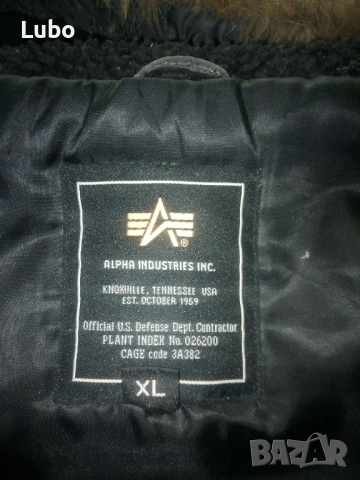 Lubo
®
ALPHA INDUSTRIES INC.
KNOXVILLE, TENNESSEE USA
EST. OCTOBER 1959
Official U.S. Defense Dept. Contractor
PLANT INDEX No. 026200
CAGE code 3A382
XL
BAZAR